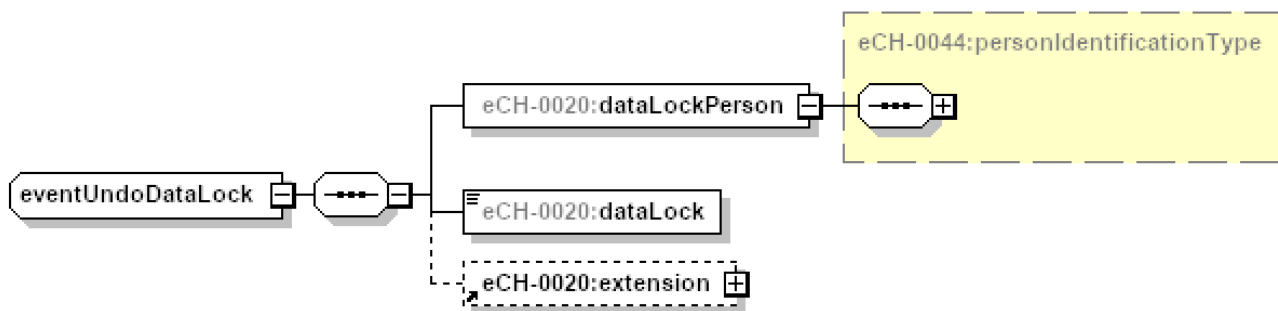 eCH-0044:personIdentificationType
eCH-0020:dataLockPerson
eventUndoDataLock
eCH-0020:dataLock
eCH-0020:extension